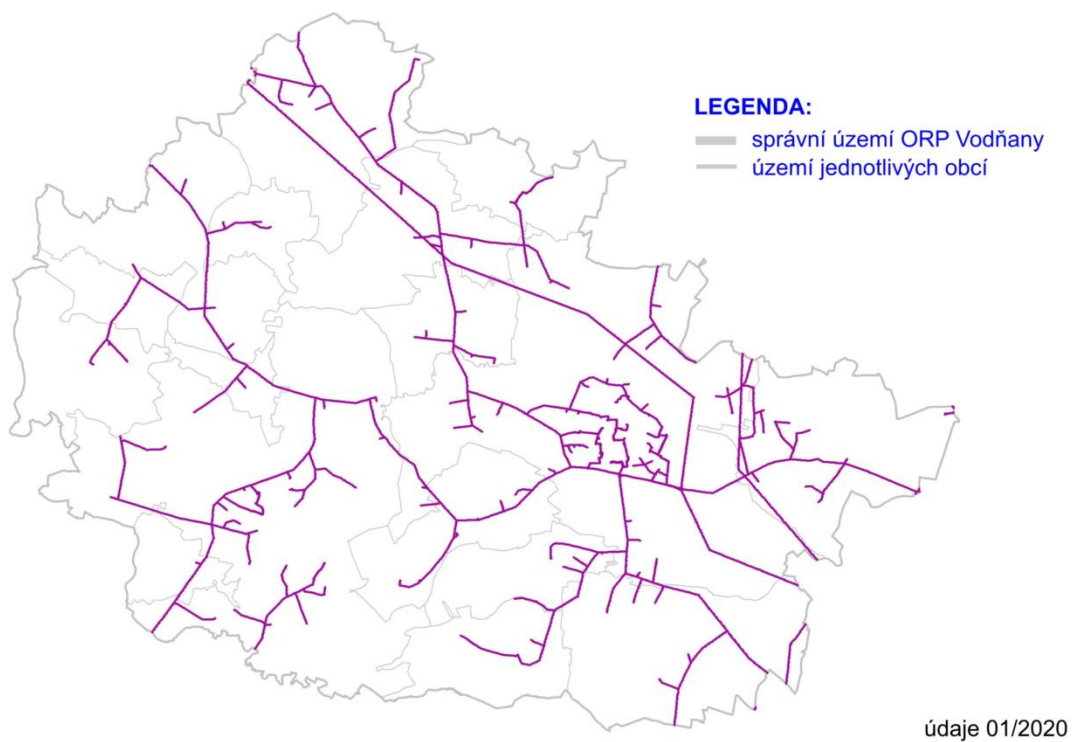 LEGENDA:
správní území ORP Vodňany
území jednotlivých obcí
údaje 01/2020